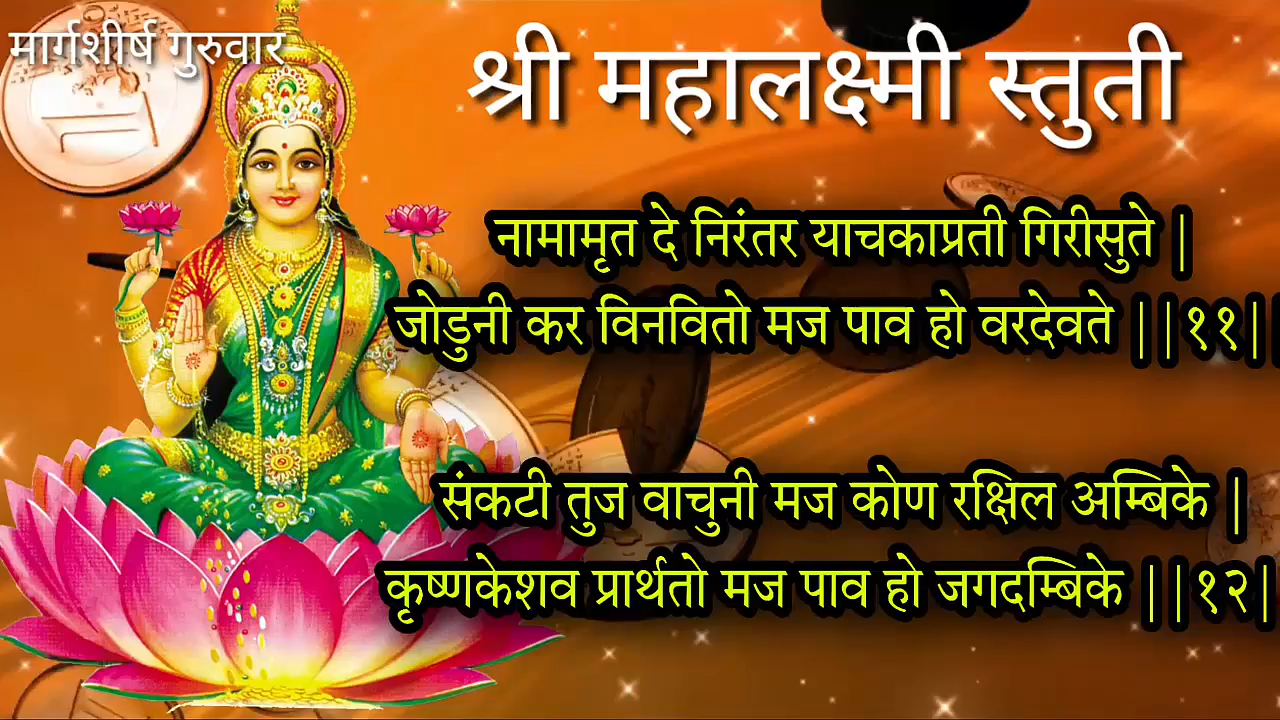 मार्गशीर्ष गुरुवार
श्री महालक्ष्मी स्तुती
नामामृत दे निरंतर याचकाप्रती गिरीसुते |
जोडुनी कर विनवितो मज पाव हो वरदेवते ||११|
संकटी तुज वाचुनी मज कोण रक्षिल अम्बिके |
कृष्णकेशव प्रार्थतो मज पाव हो जगदम्बिके ||१२|